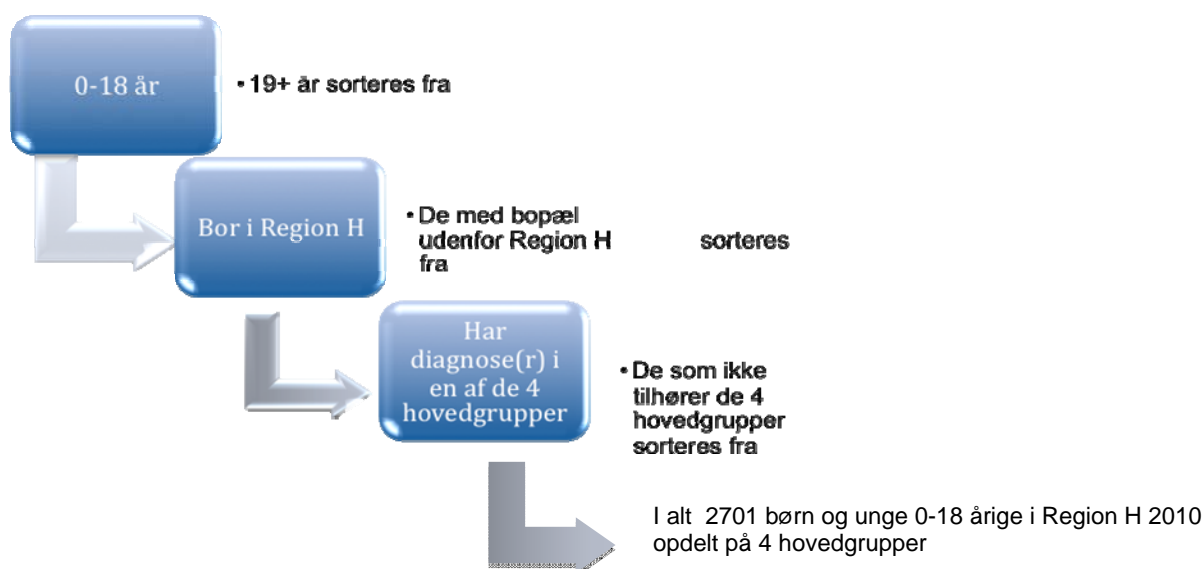 0-18 år
• 19+ år sorteres fra
Bor i Region H
• De med bopæl
udenfor Region H sorteres
fra
Har
diagnose(r) i
en af de 4
hovedgrupper
• De som ikke
tilhører de 4
hovedgrupper
sorteres fra
I alt 2701 børn og unge 0-18 årige i Region H 2010
opdelt på 4 hovedgrupper